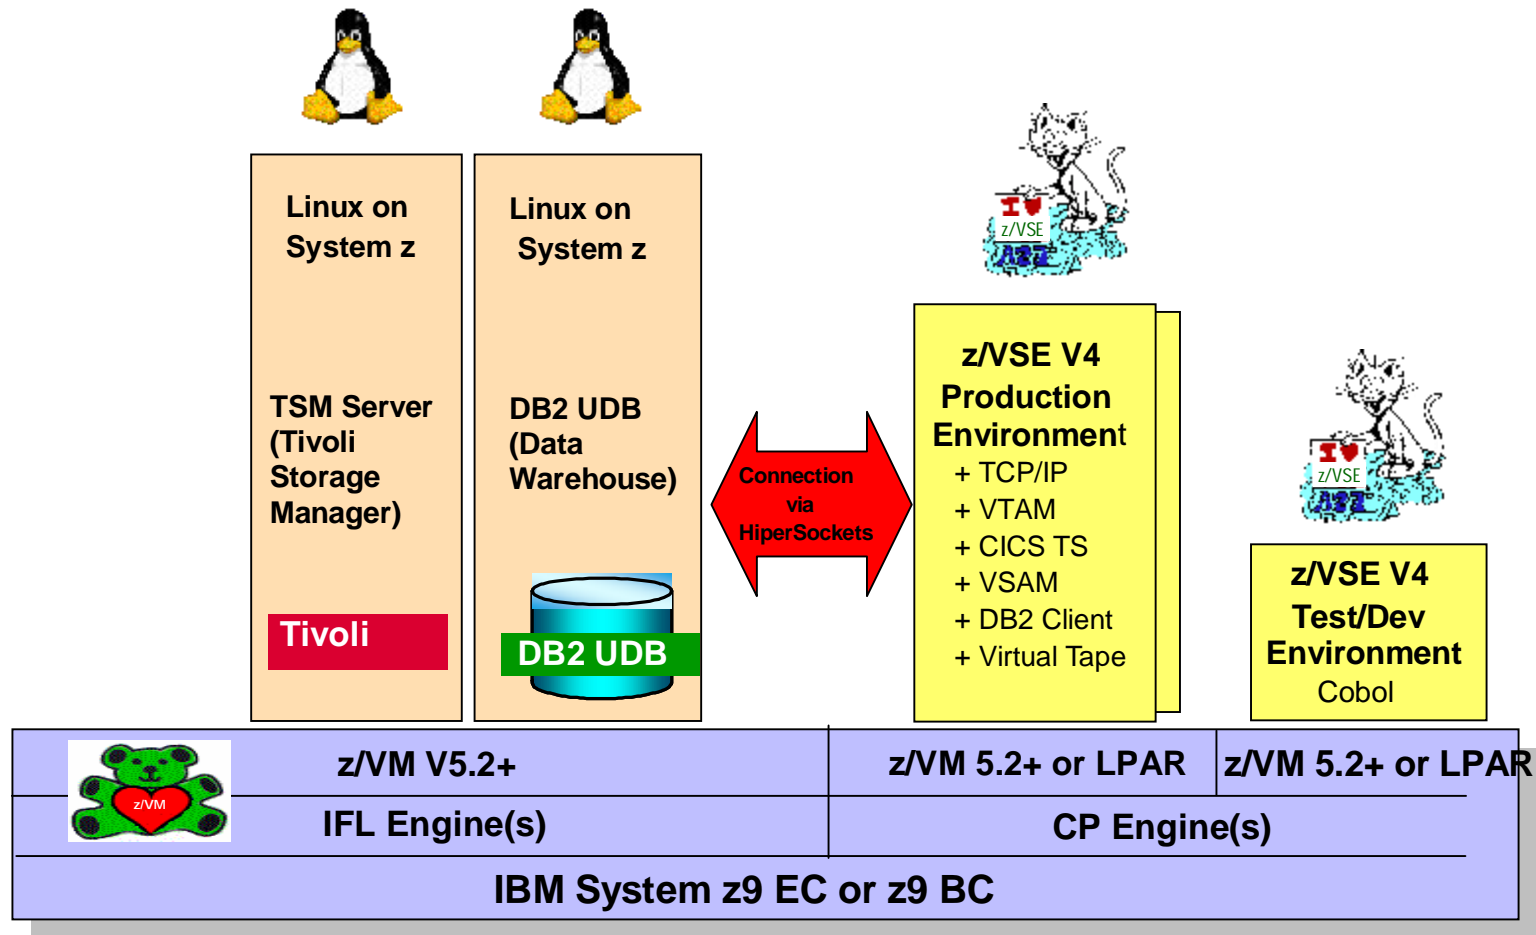 Linux on
System z
TSM Server
(Tivoli
Storage
Manager)
Tivoli
Linux on
System z
DB2 UDB
(Data
Warehouse)
DB2 UDB
Connection
via
HiperSockets
I
z/VSE
z/VSE V4
Production
Environment
+ TCP/IP
+ VTAM
+ CICS TS
+ VSAM
+ DB2 Client
+ Virtual Tape
I
z/VSE
z/VSE V4
Test/Dev
Environment
Cobol
z/VM
z/VM V5.2+
z/VM 5.2+ or LPAR
z/VM 5.2+ or LPAR
IFL Engine(s)
CP Engine(s)
IBM System z9 EC or z9 BC